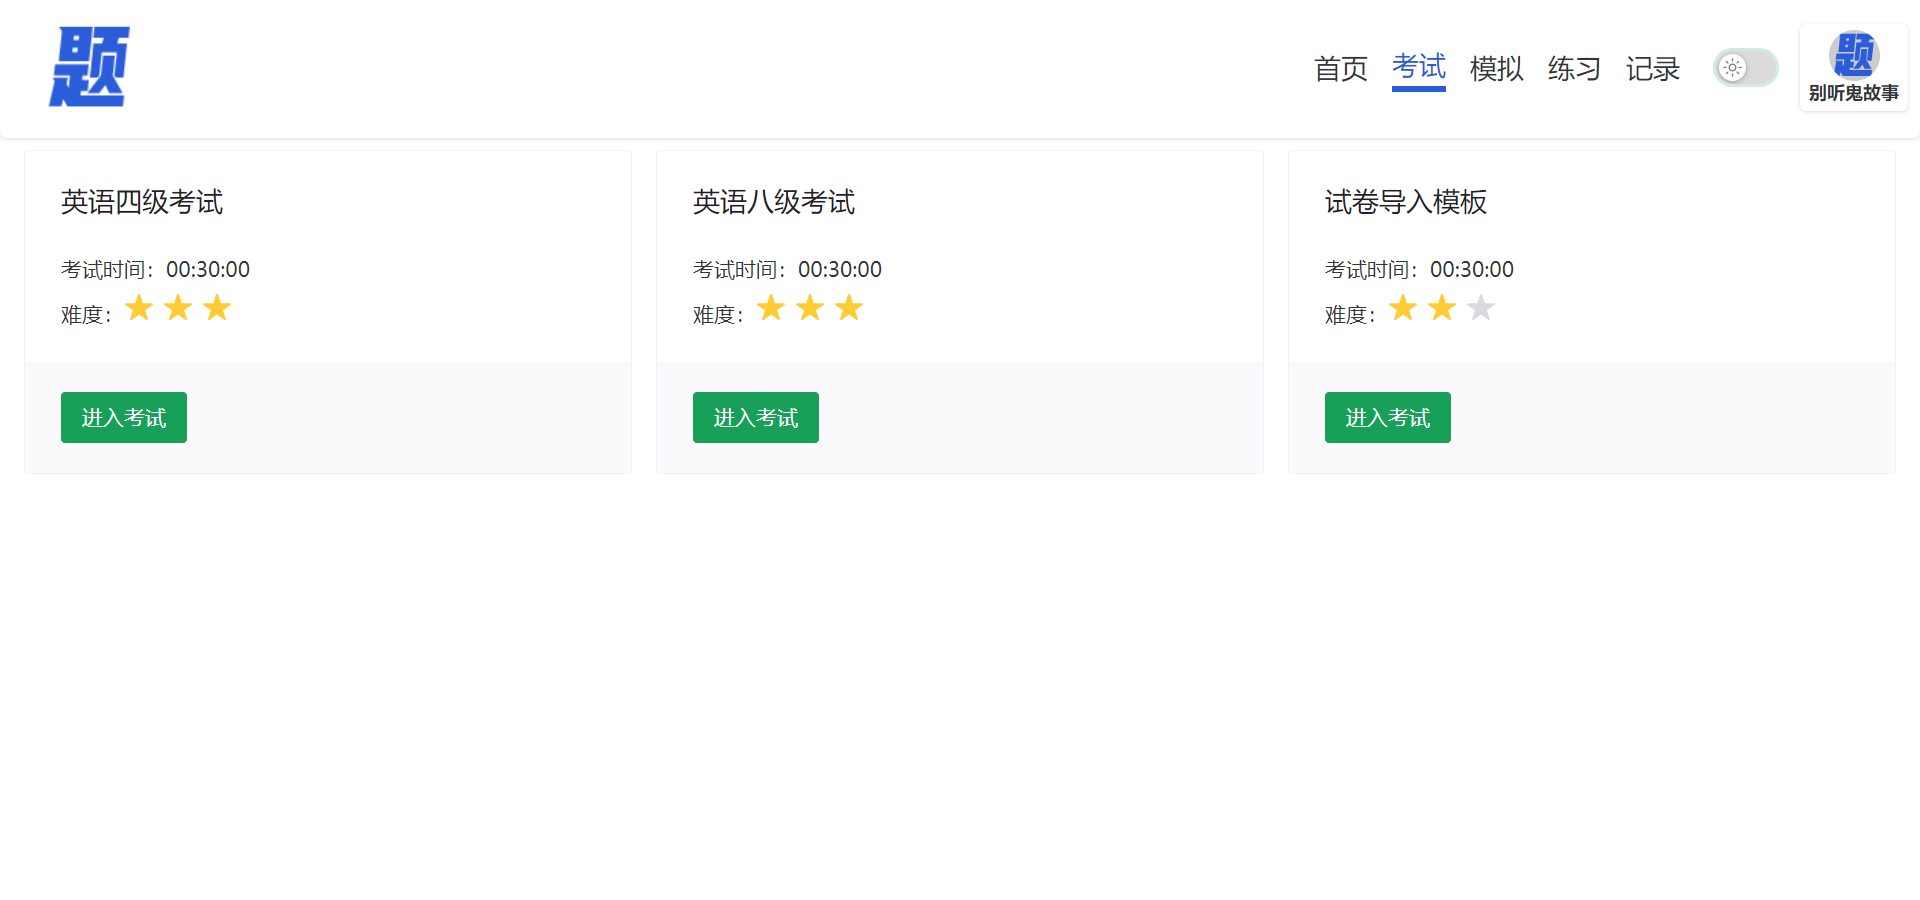 题
首页 考试 模拟 练习 记录
题
别听鬼故事
英语四级考试
考试时间：00:30:00
难度：
进入考试
英语八级考试
考试时间：00:30:00
难度：
进入考试
试卷导入模板
考试时间：00:30:00
难度：
进入考试